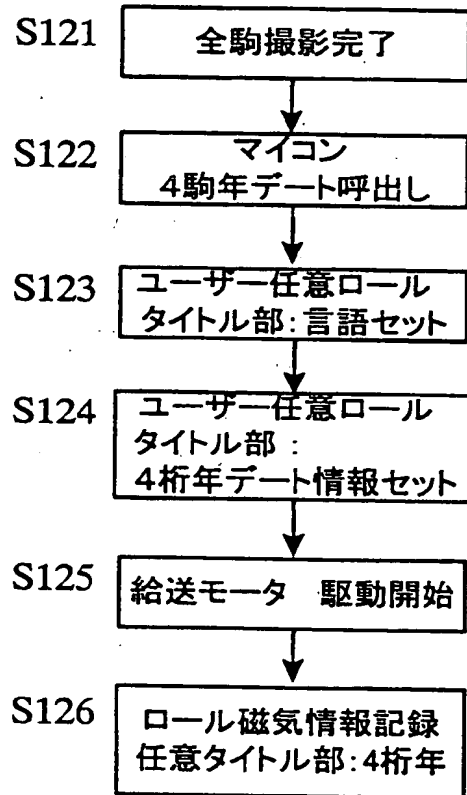 S121
全駒撮影完了
S122
マイコン
4駒年デート呼出し
S123
ユーザー任意ロール
タイトル部:言語セット
S124
ユーザー任意ロール
タイトル部:
4桁年デート情報セット
S125
給送モータ 駆動開始
S126
ロール磁気情報記録
任意タイトル部:4桁年